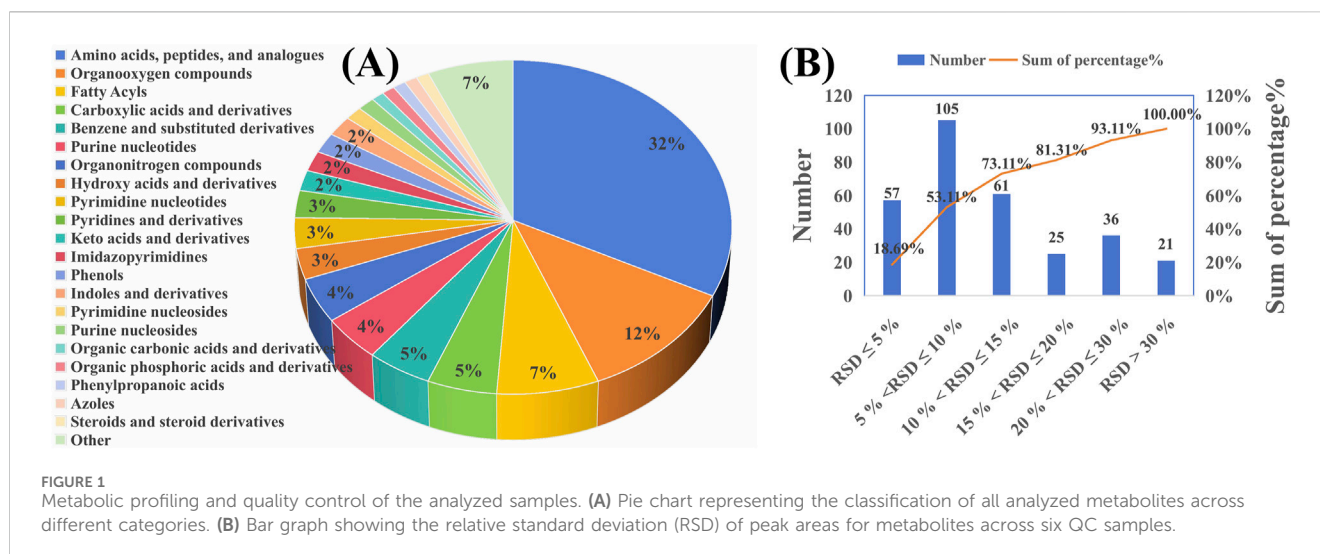 Amino acids, peptides, and analogues
Organooxygen compounds
Fatty Acyls
Carboxylic acids and derivatives
Benzene and substituted derivatives
Purine nucleotides
Organonitrogen compounds
Hydroxy acids and derivatives
Pyrimidine nucleotides
Pyridines and derivatives
Keto acids and derivatives
Imidazopyrimidines
Phenols
Indoles and derivatives
Pyrimidine nucleosides
Purine nucleosides
Organic carbonic acids and derivatives
Organic phosphoric acids and derivatives
Phenylpropanoic acids
Azoles
Steroids and steroid derivatives
Other
(A)
32%
12%
7%
5%
5%
4%
4%
3%
3%
3%
2%
2%
2%
2%
7%
(B)
Number
Sum of percentage%
Number
120
100
80
60
40
20
0
57
105
61
25
36
21
18.69%
53.11%
73.11%
81.31%
93.11%
100.00%
120%
100%
80%
60%
40%
20%
0%
Sum of percentage%
RSD ≤ 5 %
5 % <RSD ≤ 10 %
10 % < RSD ≤ 15 %
15 % < RSD ≤ 20 %
20 % < RSD ≤ 30 %
RSD > 30 %
FIGURE 1
Metabolic profiling and quality control of the analyzed samples. (A) Pie chart representing the classification of all analyzed metabolites across
different categories. (B) Bar graph showing the relative standard deviation (RSD) of peak areas for metabolites across six QC samples.